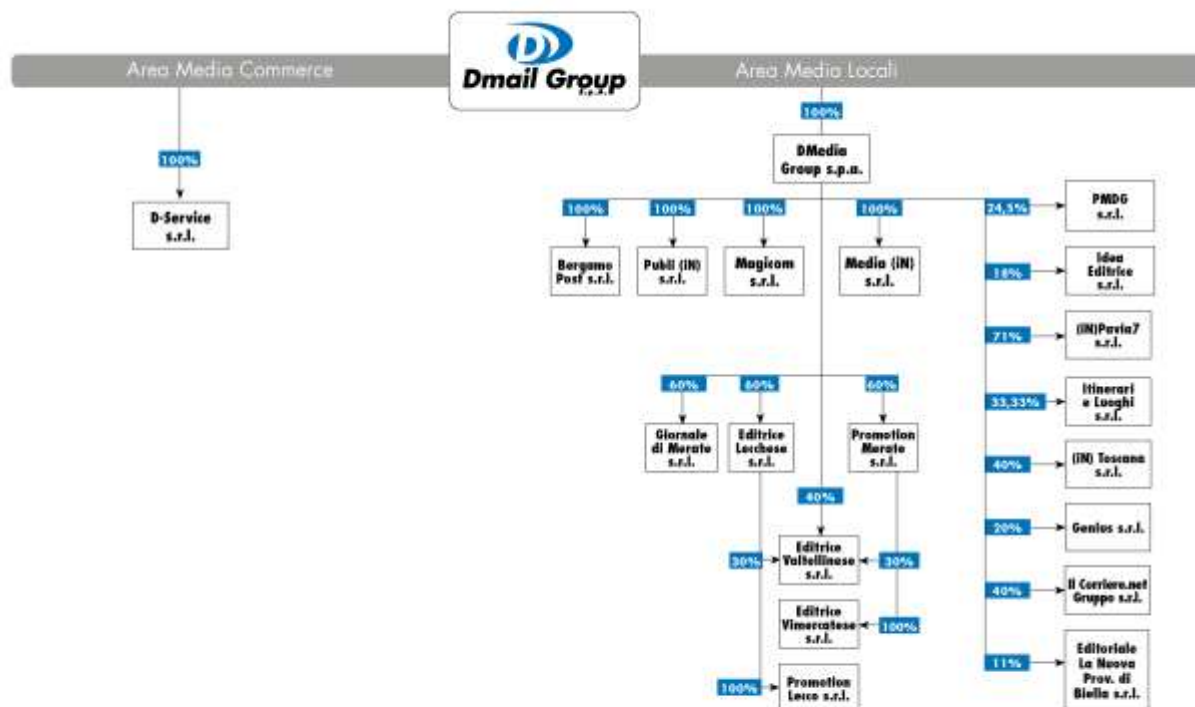 Area Media Commerce
Dmail Group
s.p.a.
Area Media Locali
100%
DMedia
Group s.p.a.
100%
D-Service
s.r.l.
100%
Bergamo
Post s.r.l.
100%
Publi (iN)
s.r.l.
100%
Magicom
s.r.l.
100%
Media (iN)
s.r.l.
24,5%
PMDG
s.r.l.
18%
Idea
Editrice
s.r.l.
71%
(iN)Pavia7
s.r.l.
33,33%
Itinerari
e Luoghi
s.r.l.
40%
(iN) Toscana
s.r.l.
20%
Genius s.r.l.
40%
Il Corriere.net
Gruppo s.r.l.
11%
Editoriale
La Nuova
Prov. di
Biella s.r.l.
60%
Giornale
di Merate
s.r.l.
60%
Editrice
Lecchese
s.r.l.
60%
Promotion
Merate
s.r.l.
40%
30%
Editrice
Valtellinese
s.r.l.
30%
Editrice
Vimercatese
s.r.l.
100%
100%
Promotion
Lecco s.r.l.